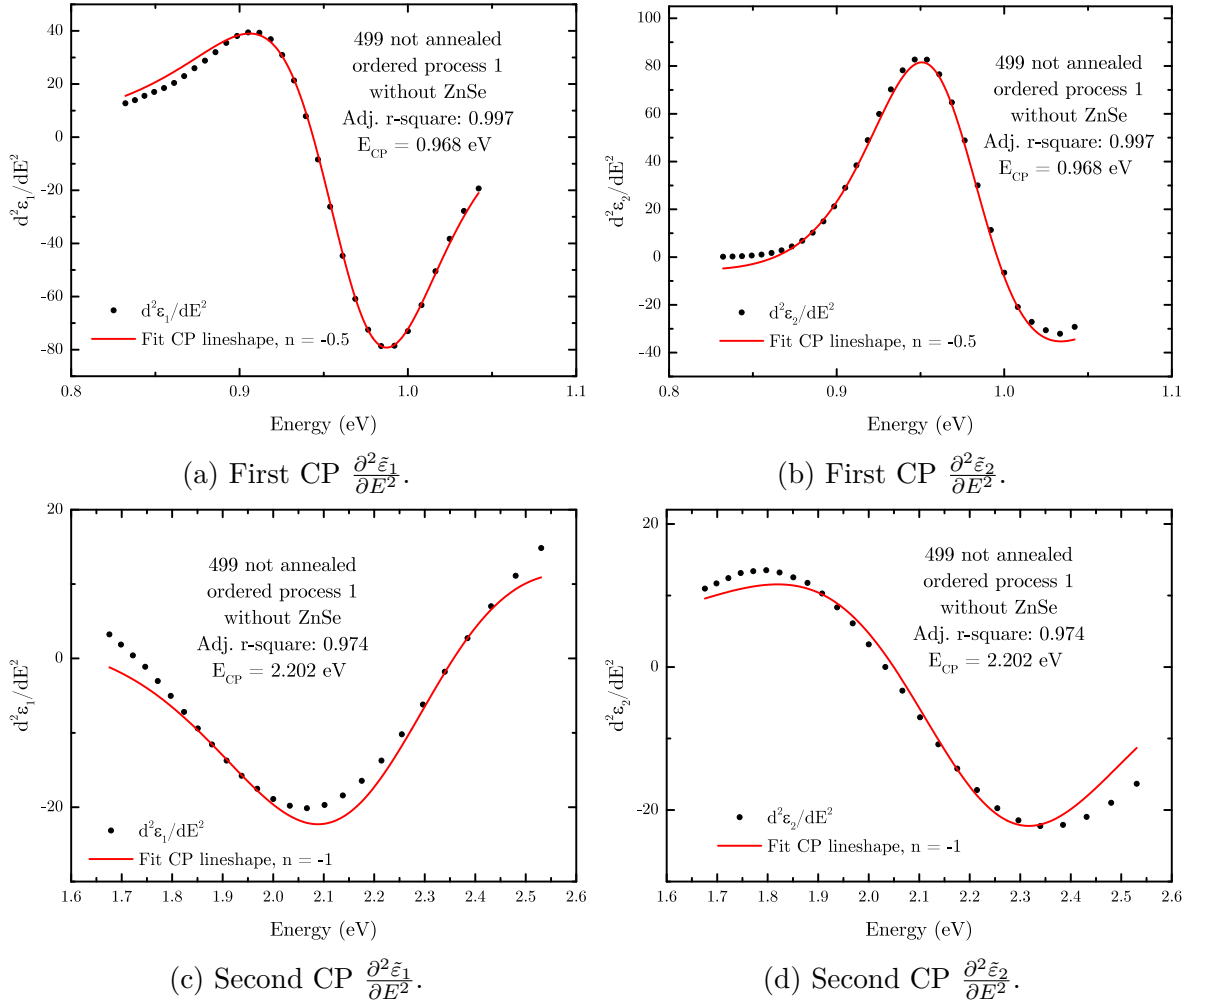 499 not annealed
ordered process 1
without ZnSe
Adj. r-square: 0.997
E_CP = 0.968 eV
d²ε₁/dE²
40
20
0
-20
-40
-60
-80
d²ε₁/dE²
Fit CP lineshape, n = -0.5
0.8 0.9 1.0 1.1
Energy (eV)
(a) First CP ∂²ε̃₁/∂E².
499 not annealed
ordered process 1
without ZnSe
Adj. r-square: 0.997
E_CP = 0.968 eV
d²ε₂/dE²
100
80
60
40
20
0
-20
-40
d²ε₂/dE²
Fit CP lineshape, n = -0.5
0.8 0.9 1.0 1.1
Energy (eV)
(b) First CP ∂²ε̃₂/∂E².
499 not annealed
ordered process 1
without ZnSe
Adj. r-square: 0.974
E_CP = 2.202 eV
d²ε₁/dE²
20
0
-20
d²ε₁/dE²
Fit CP lineshape, n = -1
1.6 1.7 1.8 1.9 2.0 2.1 2.2 2.3 2.4 2.5 2.6
Energy (eV)
(c) Second CP ∂²ε̃₁/∂E².
499 not annealed
ordered process 1
without ZnSe
Adj. r-square: 0.974
E_CP = 2.202 eV
d²ε₂/dE²
20
0
-20
d²ε₂/dE²
Fit CP lineshape, n = -1
1.6 1.7 1.8 1.9 2.0 2.1 2.2 2.3 2.4 2.5 2.6
Energy (eV)
(d) Second CP ∂²ε̃₂/∂E².